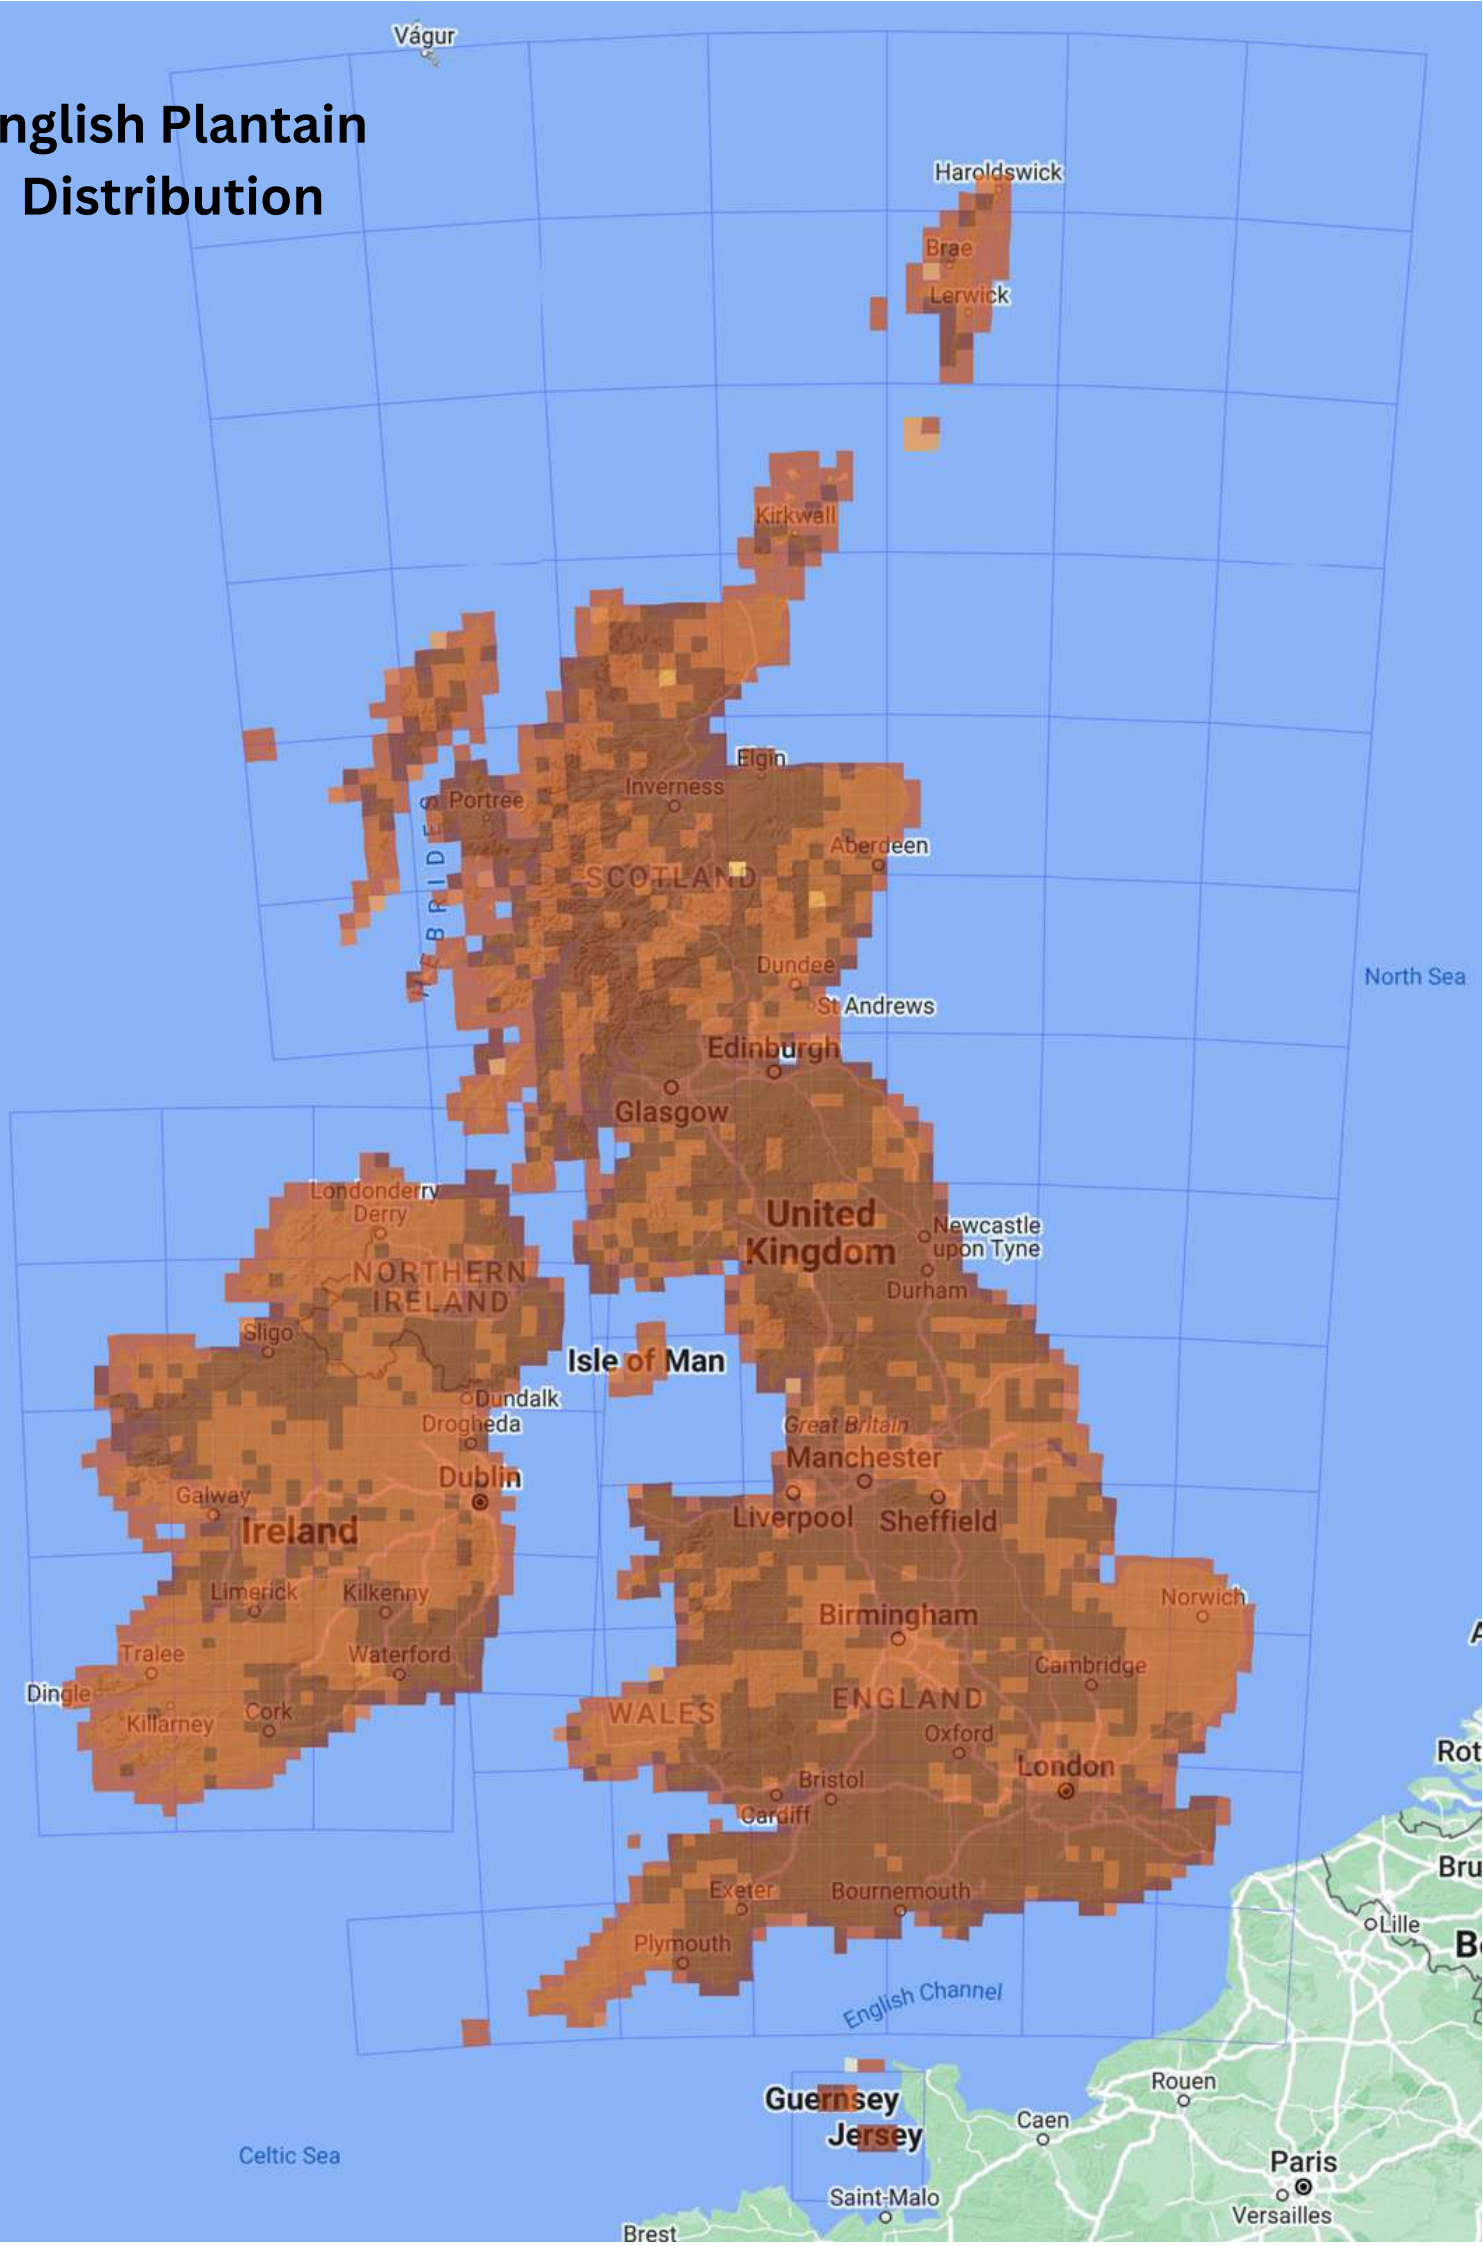 Vágur
nglish Plantain
Distribution
Haroldswick
Brae
Lerwick
Kirkwall
Elgin
Inverness
Portree
HEBRIDES
Aberdeen
SCOTLAND
Dundee
North Sea
St Andrews
Edinburgh
Glasgow
Londonderry
Derry
United
Kingdom
Newcastle
upon Tyne
NORTHERN
IRELAND
Durham
Sligo
Isle of Man
Dundalk
Drogheda
Great Britain
Manchester
Dublin
Galway
Liverpool
Sheffield
Ireland
Limerick
Kilkenny
Norwich
Birmingham
Tralee
Waterford
Cambridge
Dingle
ENGLAND
WALES
Cork
Killarney
Oxford
Rot
London
Bristol
Cardiff
Bru
Exeter
Bournemouth
Lille
Plymouth
B
English Channel
Rouen
Guernsey
Caen
Jersey
Celtic Sea
Paris
Saint-Malo
Versailles
Brest